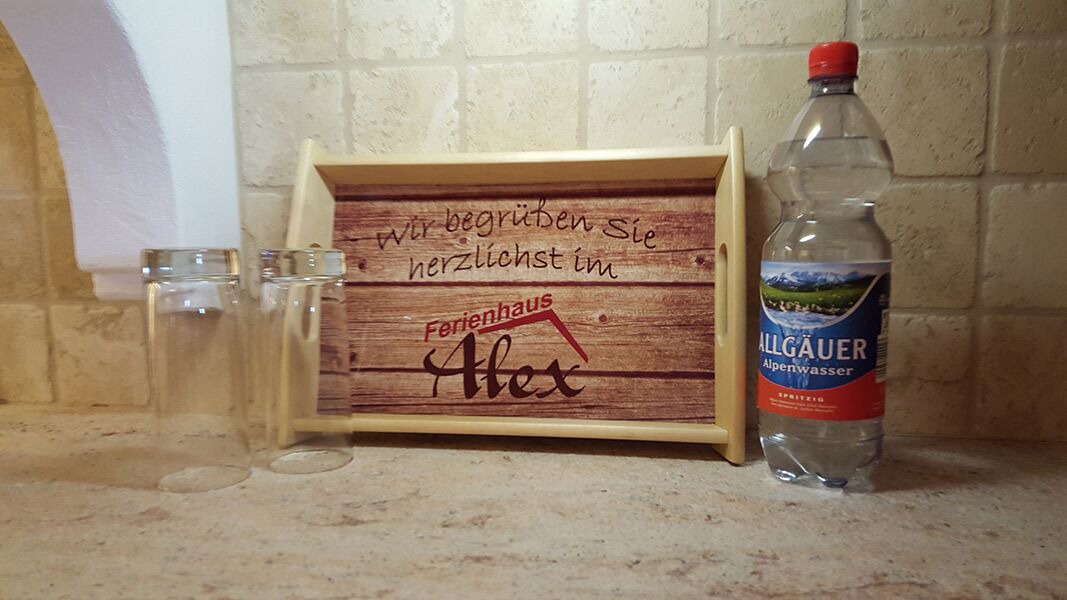 Wir begrüßen Sie
herzlichst im
Ferienhaus
Alex
ALLGÄUER
Alpenwasser
SPRITZIG